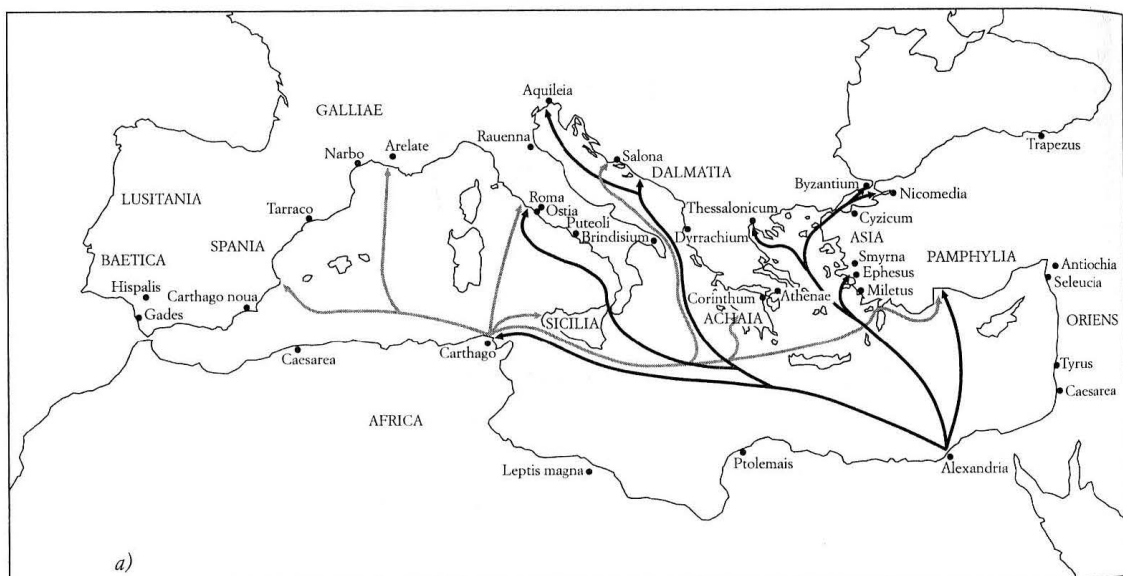 Aquileia
GALLIAE
Rauenna
Arelate
Narbo
Salona
Trapezus
DALMATIA
Byzantium
Nicomedia
LUSITANIA
Roma
Ostia
Thessalonicum
Tarraco
Cyzicum
Puteoli
Brindisium
Dyrrachium
ASIA
SPANIA
PAMPHYLIA
BAETICA
Smyrna
Antiochia
Ephesus
Seleucia
Hispalis
Carthago noua
Corinthum
Athenae
Miletus
Gades
SICILIA
ACHAIA
ORIENS
Carthago
Caesarea
Tyrus
Caesarea
AFRICA
Ptolemais
Leptis magna
Alexandria
a)